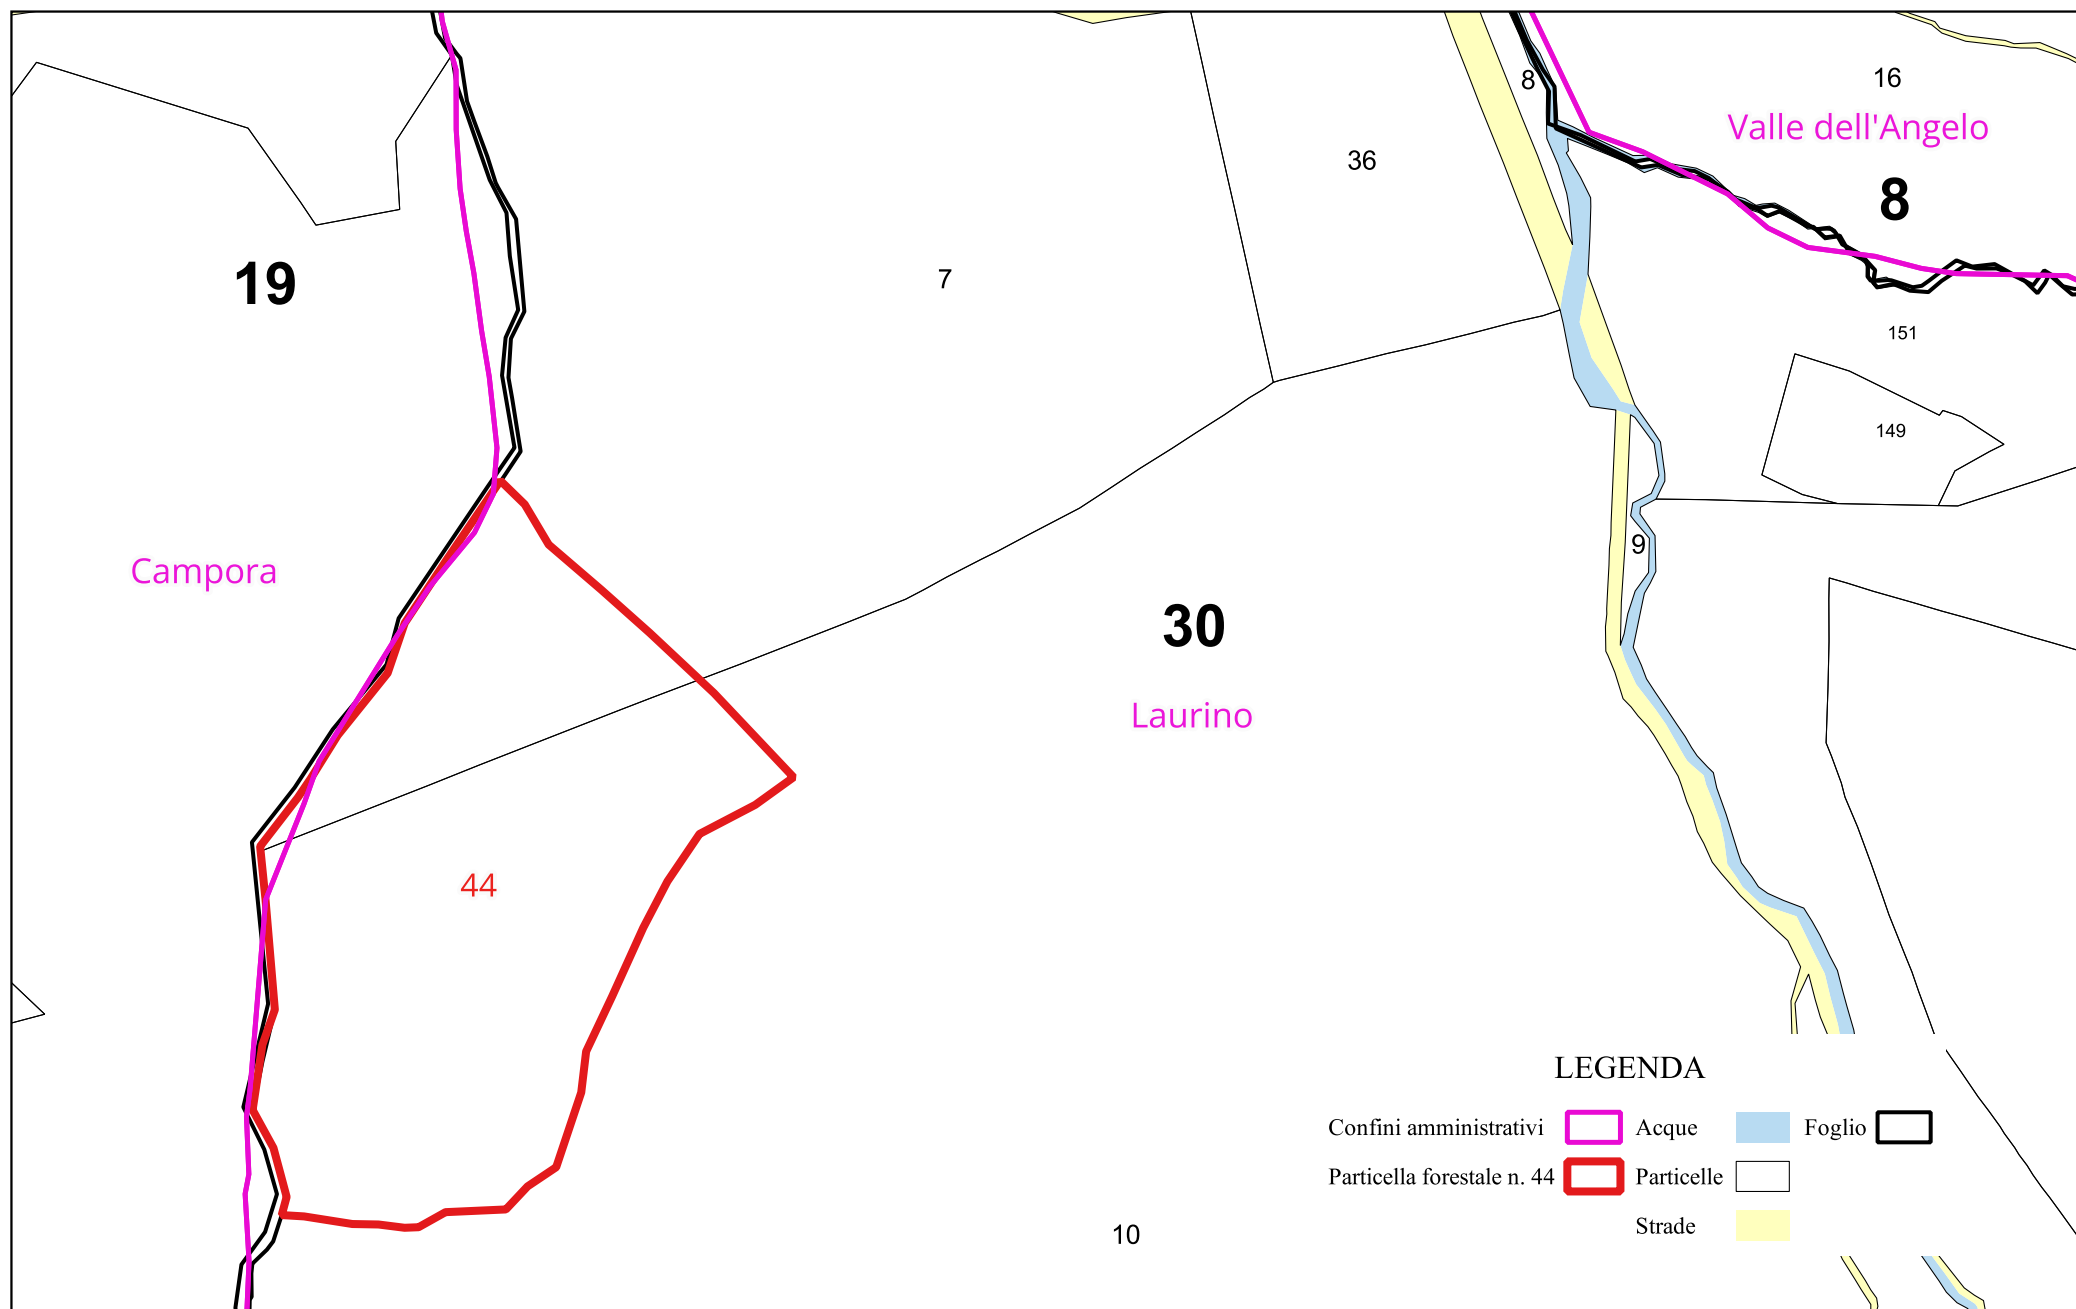 8
16
Valle dell'Angelo
36
8
19
7
151
149
9
Campora
30
Laurino
44
LEGENDA
Confini amministrativi Acque Foglio
Particella forestale n. 44 Particelle
Strade
10